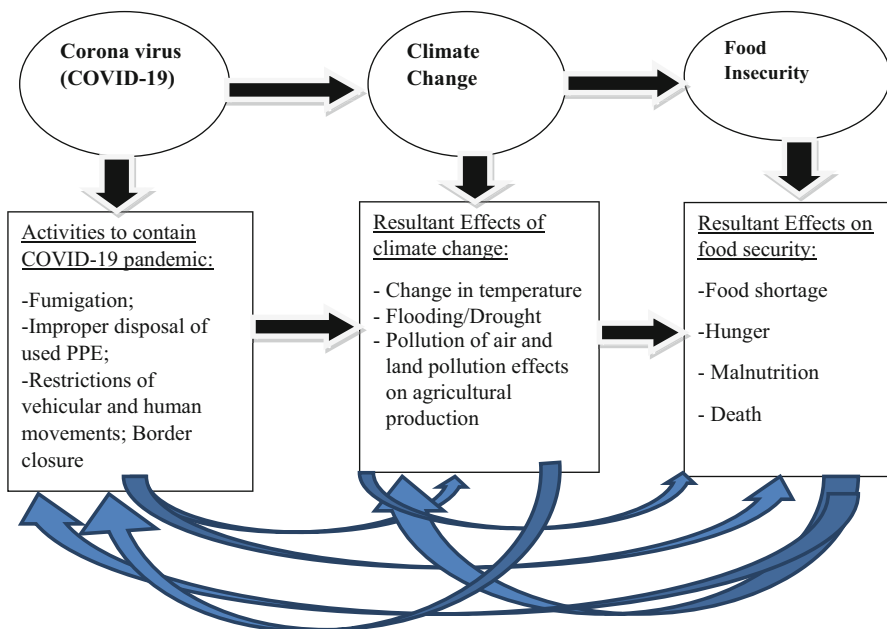 Corona virus
(COVID-19)
Climate
Change
Food
Insecurity
Activities to contain
COVID-19 pandemic:
-Fumigation;
-Improper disposal of
used PPE;
-Restrictions of
vehicular and human
movements; Border
closure
Resultant Effects of
climate change:
- Change in temperature
- Flooding/Drought
- Pollution of air and
land pollution effects
on agricultural
production
Resultant Effects on
food security:
-Food shortage
-Hunger
- Malnutrition
- Death